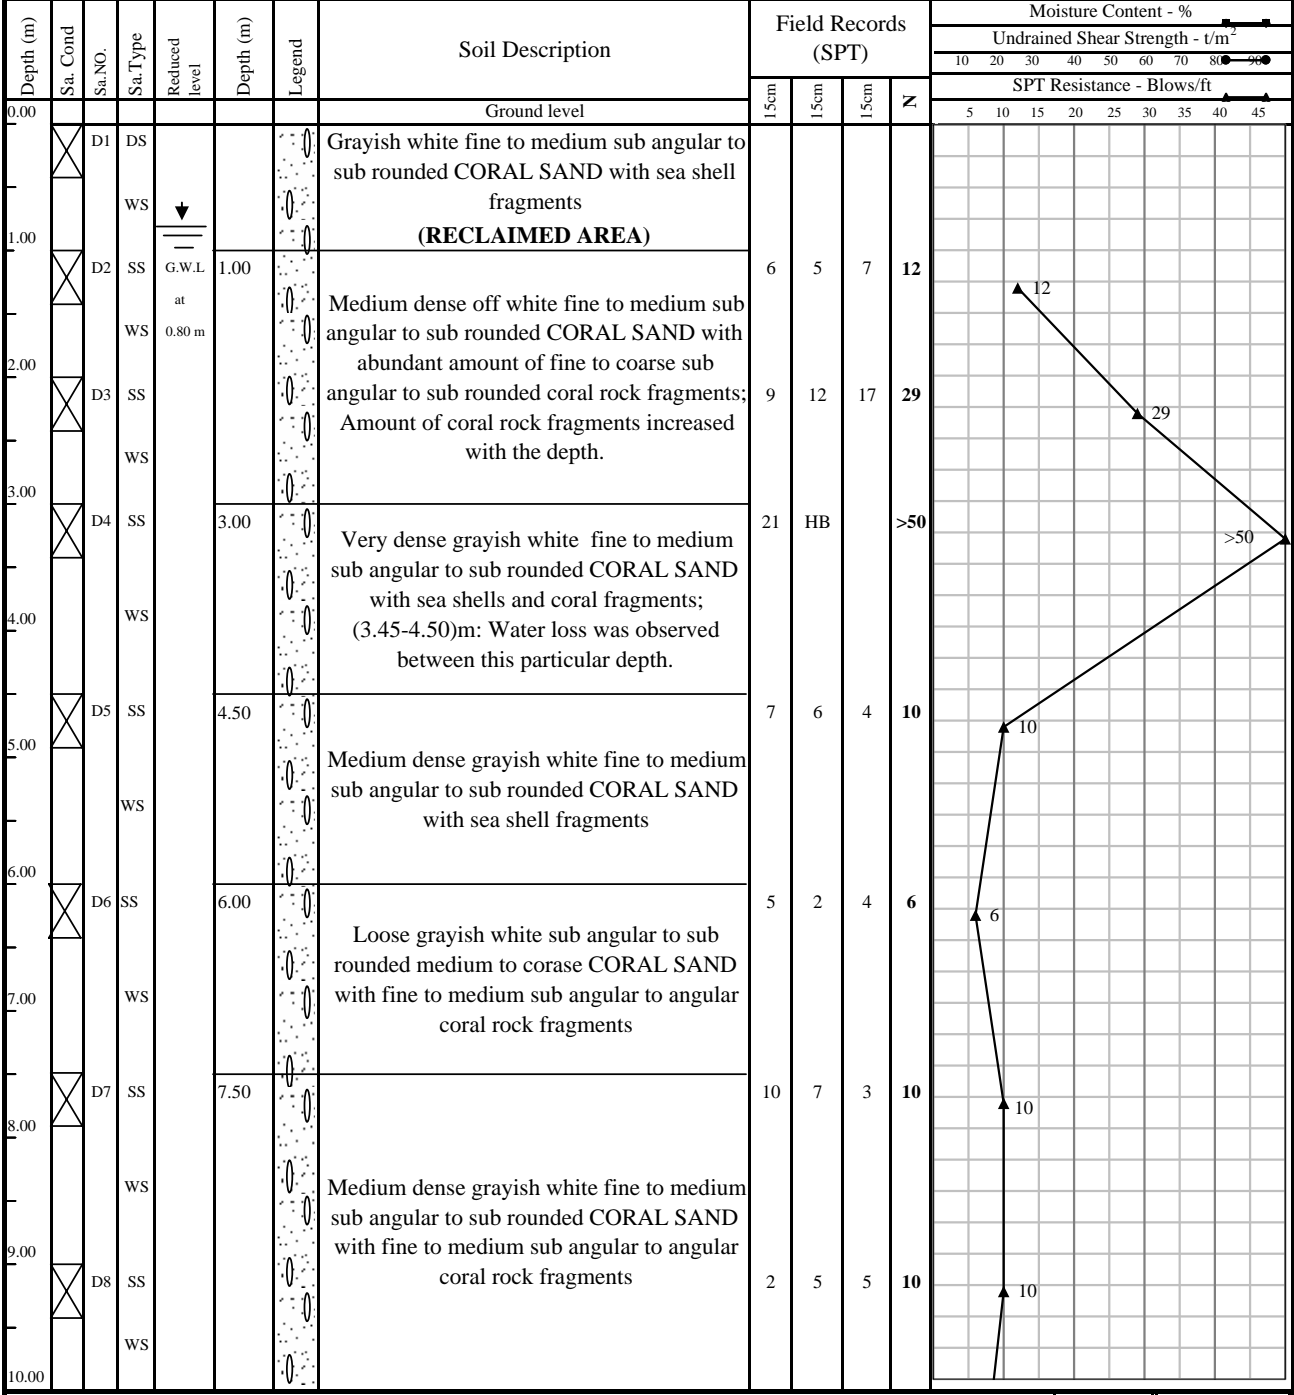 Depth (m)
Sa. Cond
Sa.NO.
Sa.Type
Reduced
level
Depth (m)
Legend
Soil Description
Field Records
(SPT)
15cm
15cm
15cm
N
Moisture Content - %
Undrained Shear Strength - t/m2
10 20 30 40 50 60 70 80 90
SPT Resistance - Blows/ft
5 10 15 20 25 30 35 40 45
0.00
Ground level
D1 DS
Grayish white fine to medium sub angular to
sub rounded CORAL SAND with sea shell
fragments
(RECLAIMED AREA)
WS
1.00
D2 SS G.W.L 1.00 6 5 7 12
at
0.80 m
12
Medium dense off white fine to medium sub
angular to sub rounded CORAL SAND with
abundant amount of fine to coarse sub
angular to sub rounded coral rock fragments;
Amount of coral rock fragments increased
with the depth.
WS
2.00
D3 SS 9 12 17 29
29
WS
3.00
D4 SS 3.00 21 HB >50
>50
Very dense grayish white fine to medium
sub angular to sub rounded CORAL SAND
with sea shells and coral fragments;
(3.45-4.50)m: Water loss was observed
between this particular depth.
WS
4.00
D5 SS 4.50 7 6 4 10
10
5.00
Medium dense grayish white fine to medium
sub angular to sub rounded CORAL SAND
with sea shell fragments
WS
6.00
D6 SS 6.00 5 2 4 6
6
Loose grayish white sub angular to sub
rounded medium to corase CORAL SAND
with fine to medium sub angular to angular
coral rock fragments
WS
7.00
D7 SS 7.50 10 7 3 10
10
8.00
Medium dense grayish white fine to medium
sub angular to sub rounded CORAL SAND
with fine to medium sub angular to angular
coral rock fragments
WS
9.00
D8 SS 2 5 5 10
10
WS
10.00